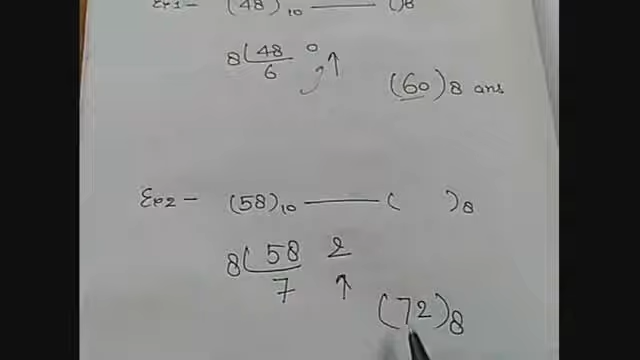 Ex1 - (48)10 —— ( )8
8(48 0
6
(60)8 ans
Ex2 - (58)10 —— ( )8
8(58 2
7 ↑
(72)8